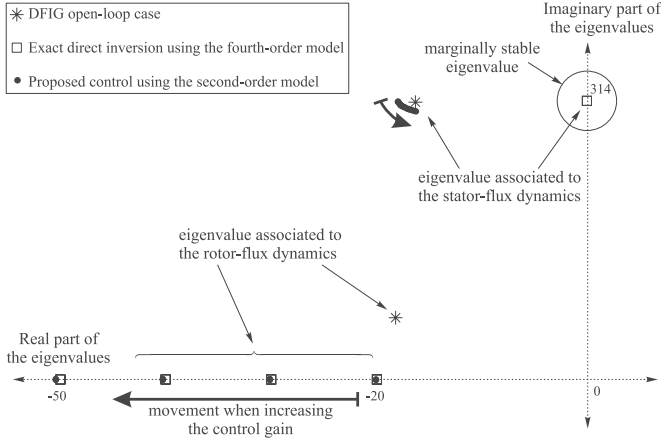 DFIG open-loop case
Exact direct inversion using the fourth-order model
Proposed control using the second-order model
Imaginary part of
the eigenvalues
marginally stable
eigenvalue
314
eigenvalue associated to
the stator-flux dynamics
eigenvalue associated to
the rotor-flux dynamics
Real part of
the eigenvalues
-50
-20
0
movement when increasing
the control gain